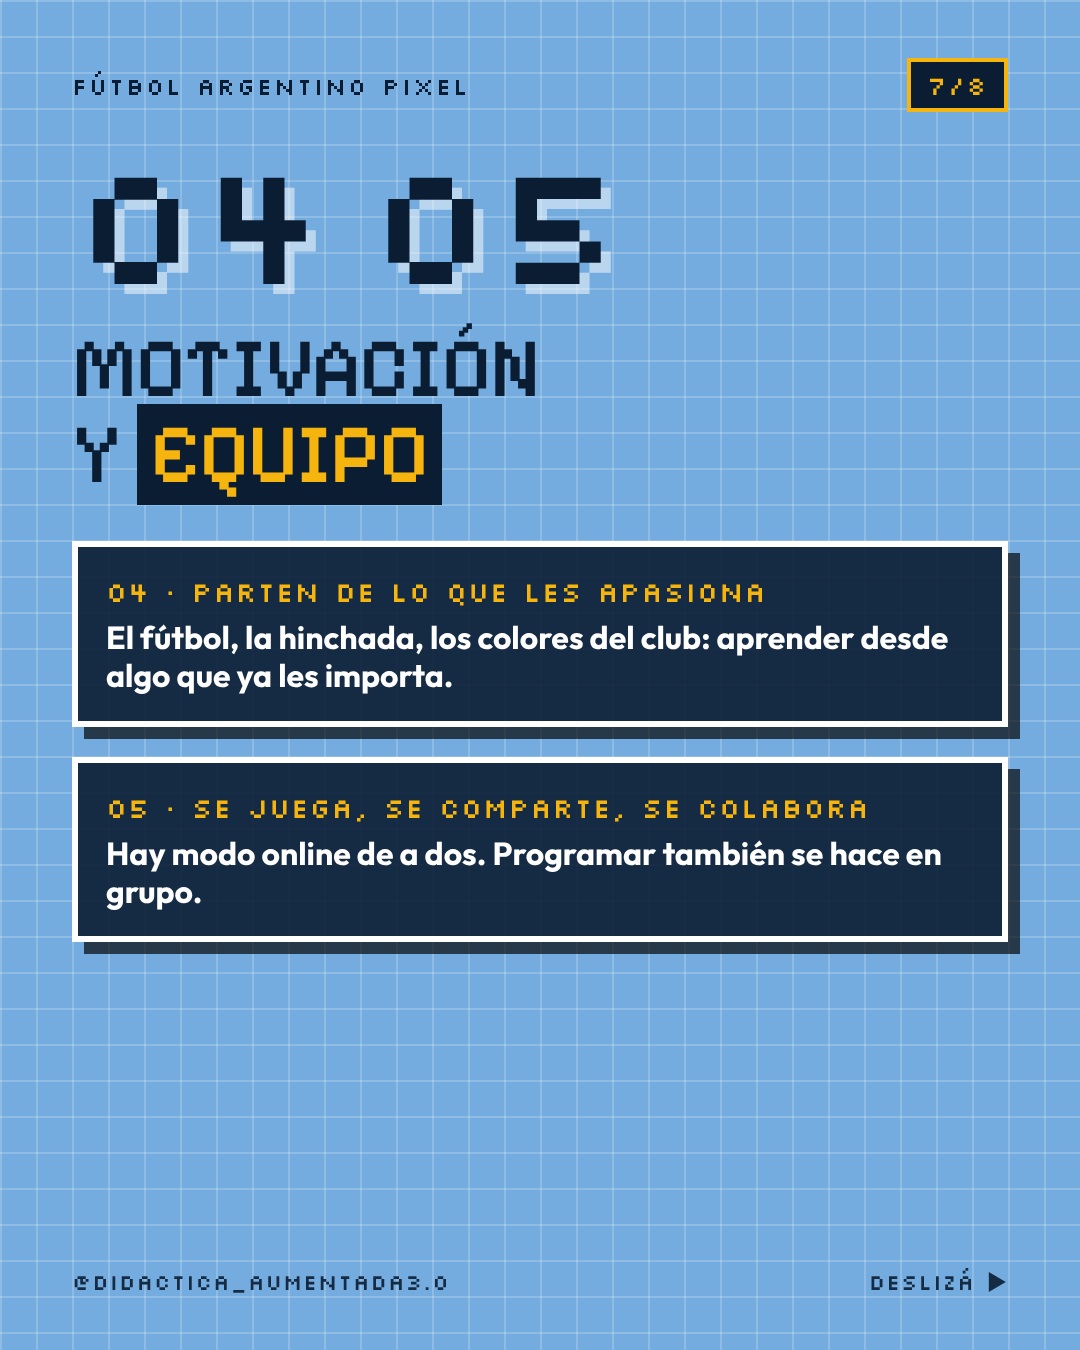 FÚTBOL ARGENTINO PIXEL
7/8
04 05
MOTIVACIÓN
Y EQUIPO
04 · PARTEN DE LO QUE LES APASIONA
El fútbol, la hinchada, los colores del club: aprender desde
algo que ya les importa.
05 · SE JUEGA, SE COMPARTE, SE COLABORA
Hay modo online de a dos. Programar también se hace en
grupo.
@DIDACTICA_AUMENTADA3.0
DESLIZÁ ▶